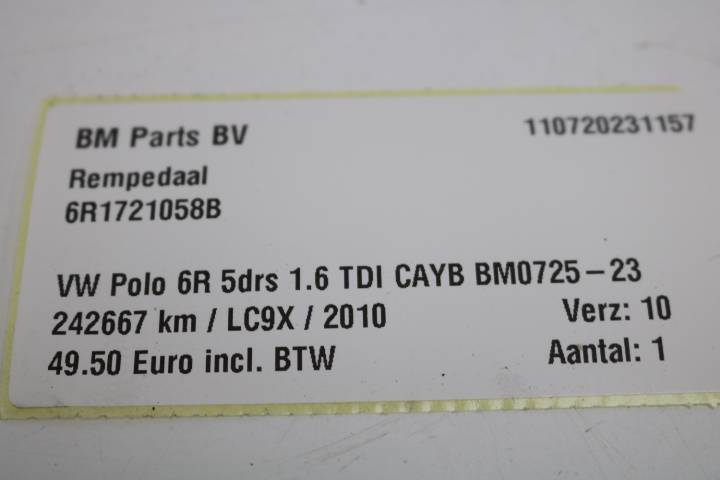 BM Parts BV 110720231157
Rempedaal
6R1721058B
VW Polo 6R 5drs 1.6 TDI CAYB BM0725-23
242667 km / LC9X / 2010 Verz: 10
49.50 Euro incl. BTW Aantal: 1